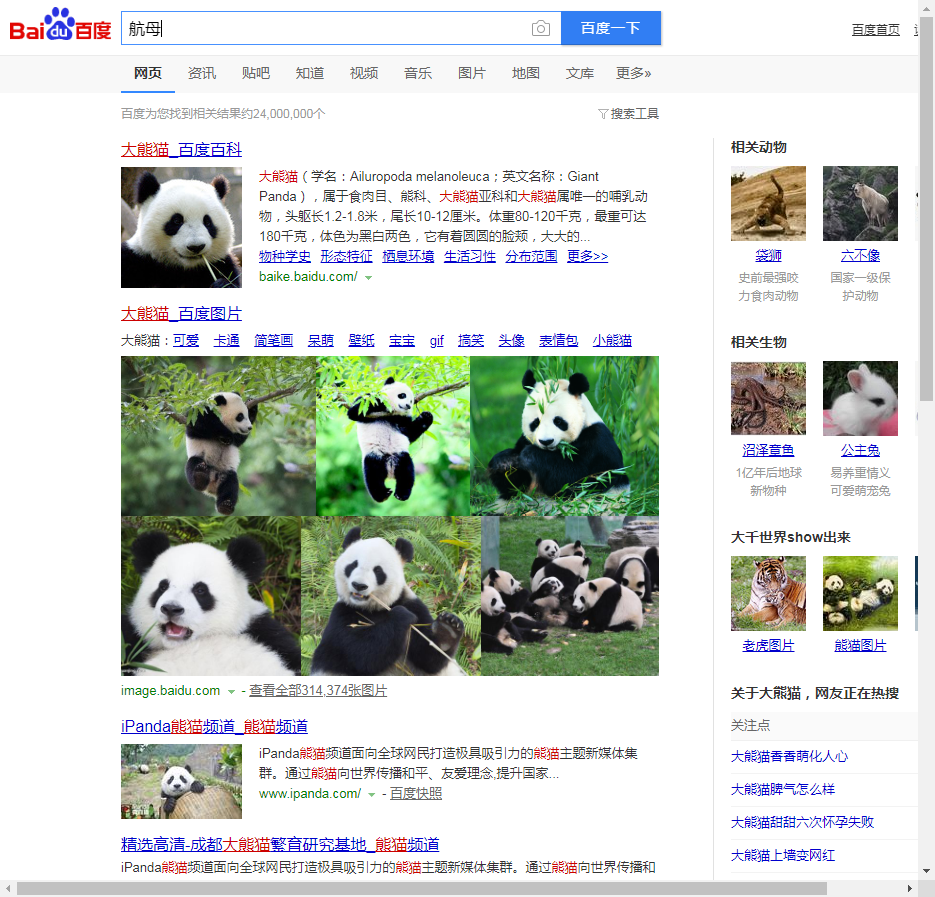 Bai du 百度 航母 百度一下 百度首页
网页 资讯 贴吧 知道 视频 音乐 图片 地图 文库 更多»
百度为您找到相关结果约24,000,000个 搜索工具
大熊猫_百度百科
大熊猫（学名：Ailuropoda melanoleuca；英文名称：Giant
Panda），属于食肉目、熊科、大熊猫亚科和大熊猫属唯一的哺乳动
物，头躯长1.2-1.8米，尾长10-12厘米。体重80-120千克，最重可达
180千克，体色为黑白两色，它有着圆圆的脸颊，大大的...
物种学史 形态特征 栖息环境 生活习性 分布范围 更多>>
baike.baidu.com/
大熊猫_百度图片
大熊猫：可爱 卡通 简笔画 呆萌 壁纸 宝宝 gif 搞笑 头像 表情包 小熊猫
image.baidu.com - 查看全部314,374张图片
iPanda熊猫频道_熊猫频道
iPanda熊猫频道面向全球网民打造极具吸引力的熊猫主题新媒体集
群。通过熊猫向世界传播和平、友爱理念,提升国家...
www.ipanda.com/ - 百度快照
精选高清-成都大熊猫繁育研究基地_熊猫频道
iPanda熊猫频道面向全球网民打造极具吸引力的熊猫主题新媒体集群。通过熊猫向世界传播和
相关动物
袋狮 六不像
史前最强咬 国家一级保
力食肉动物 护动物
相关生物
沼泽章鱼 公主兔
1亿年后地球 易养重情义
新物种 可爱萌宠兔
大千世界show出来
老虎图片 熊猫图片
关于大熊猫，网友正在热搜
关注点
大熊猫香香萌化人心
大熊猫脾气怎么样
大熊猫甜甜六次怀孕失败
大熊猫上墙变网红